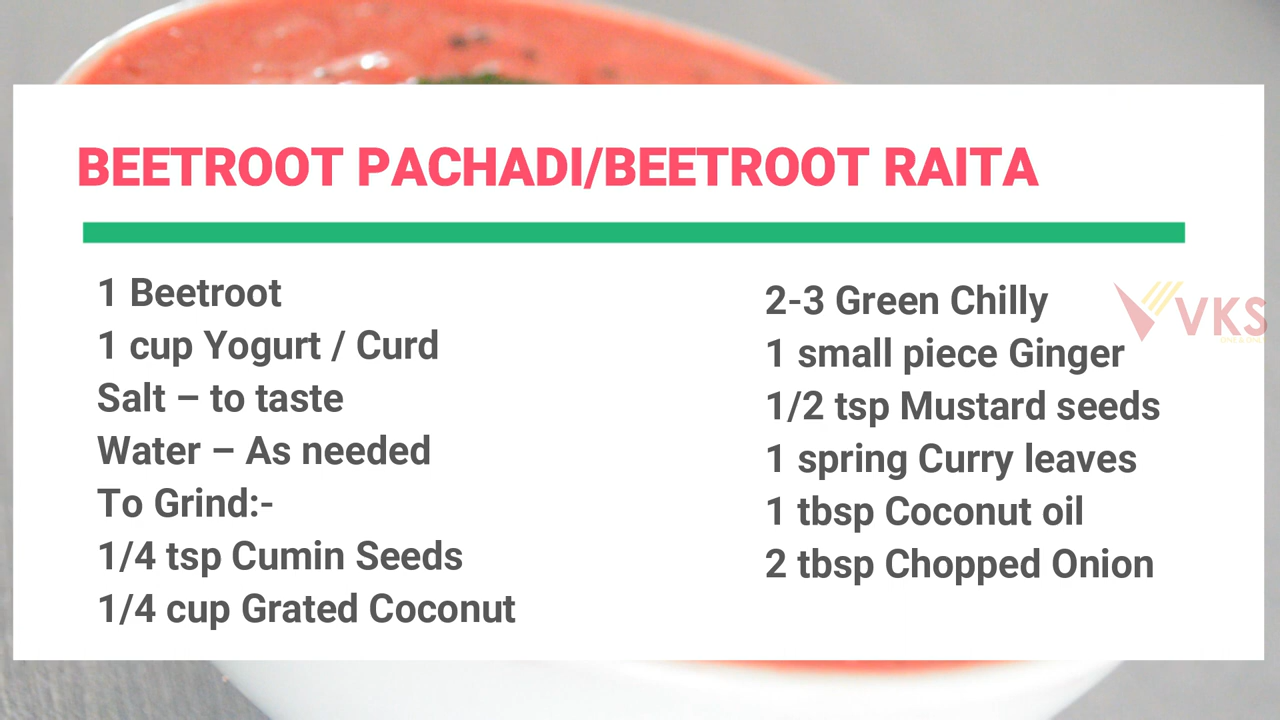 BEETROOT PACHADI/BEETROOT RAITA
1 Beetroot
1 cup Yogurt / Curd
Salt – to taste
Water – As needed
To Grind:-
1/4 tsp Cumin Seeds
1/4 cup Grated Coconut
2-3 Green Chilly
1 small piece Ginger
1/2 tsp Mustard seeds
1 spring Curry leaves
1 tbsp Coconut oil
2 tbsp Chopped Onion
VKS